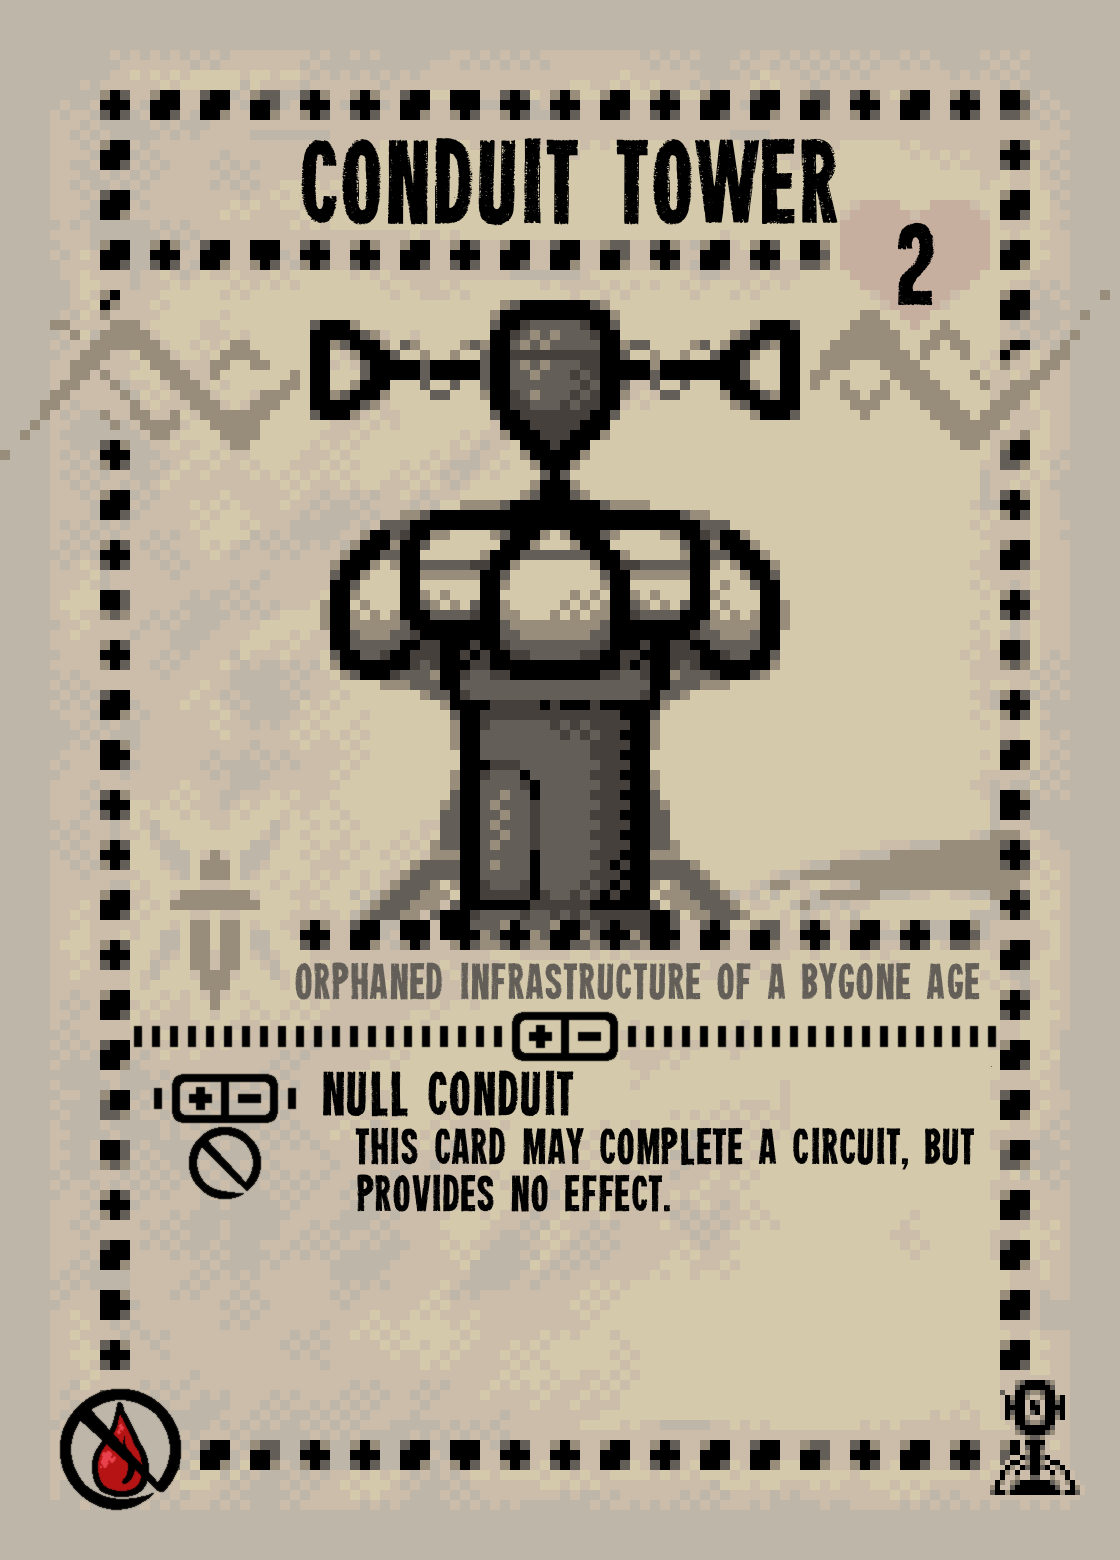 CONDUIT TOWER
2
ORPHANED INFRASTRUCTURE OF A BYGONE AGE
NULL CONDUIT
THIS CARD MAY COMPLETE A CIRCUIT, BUT
PROVIDES NO EFFECT.